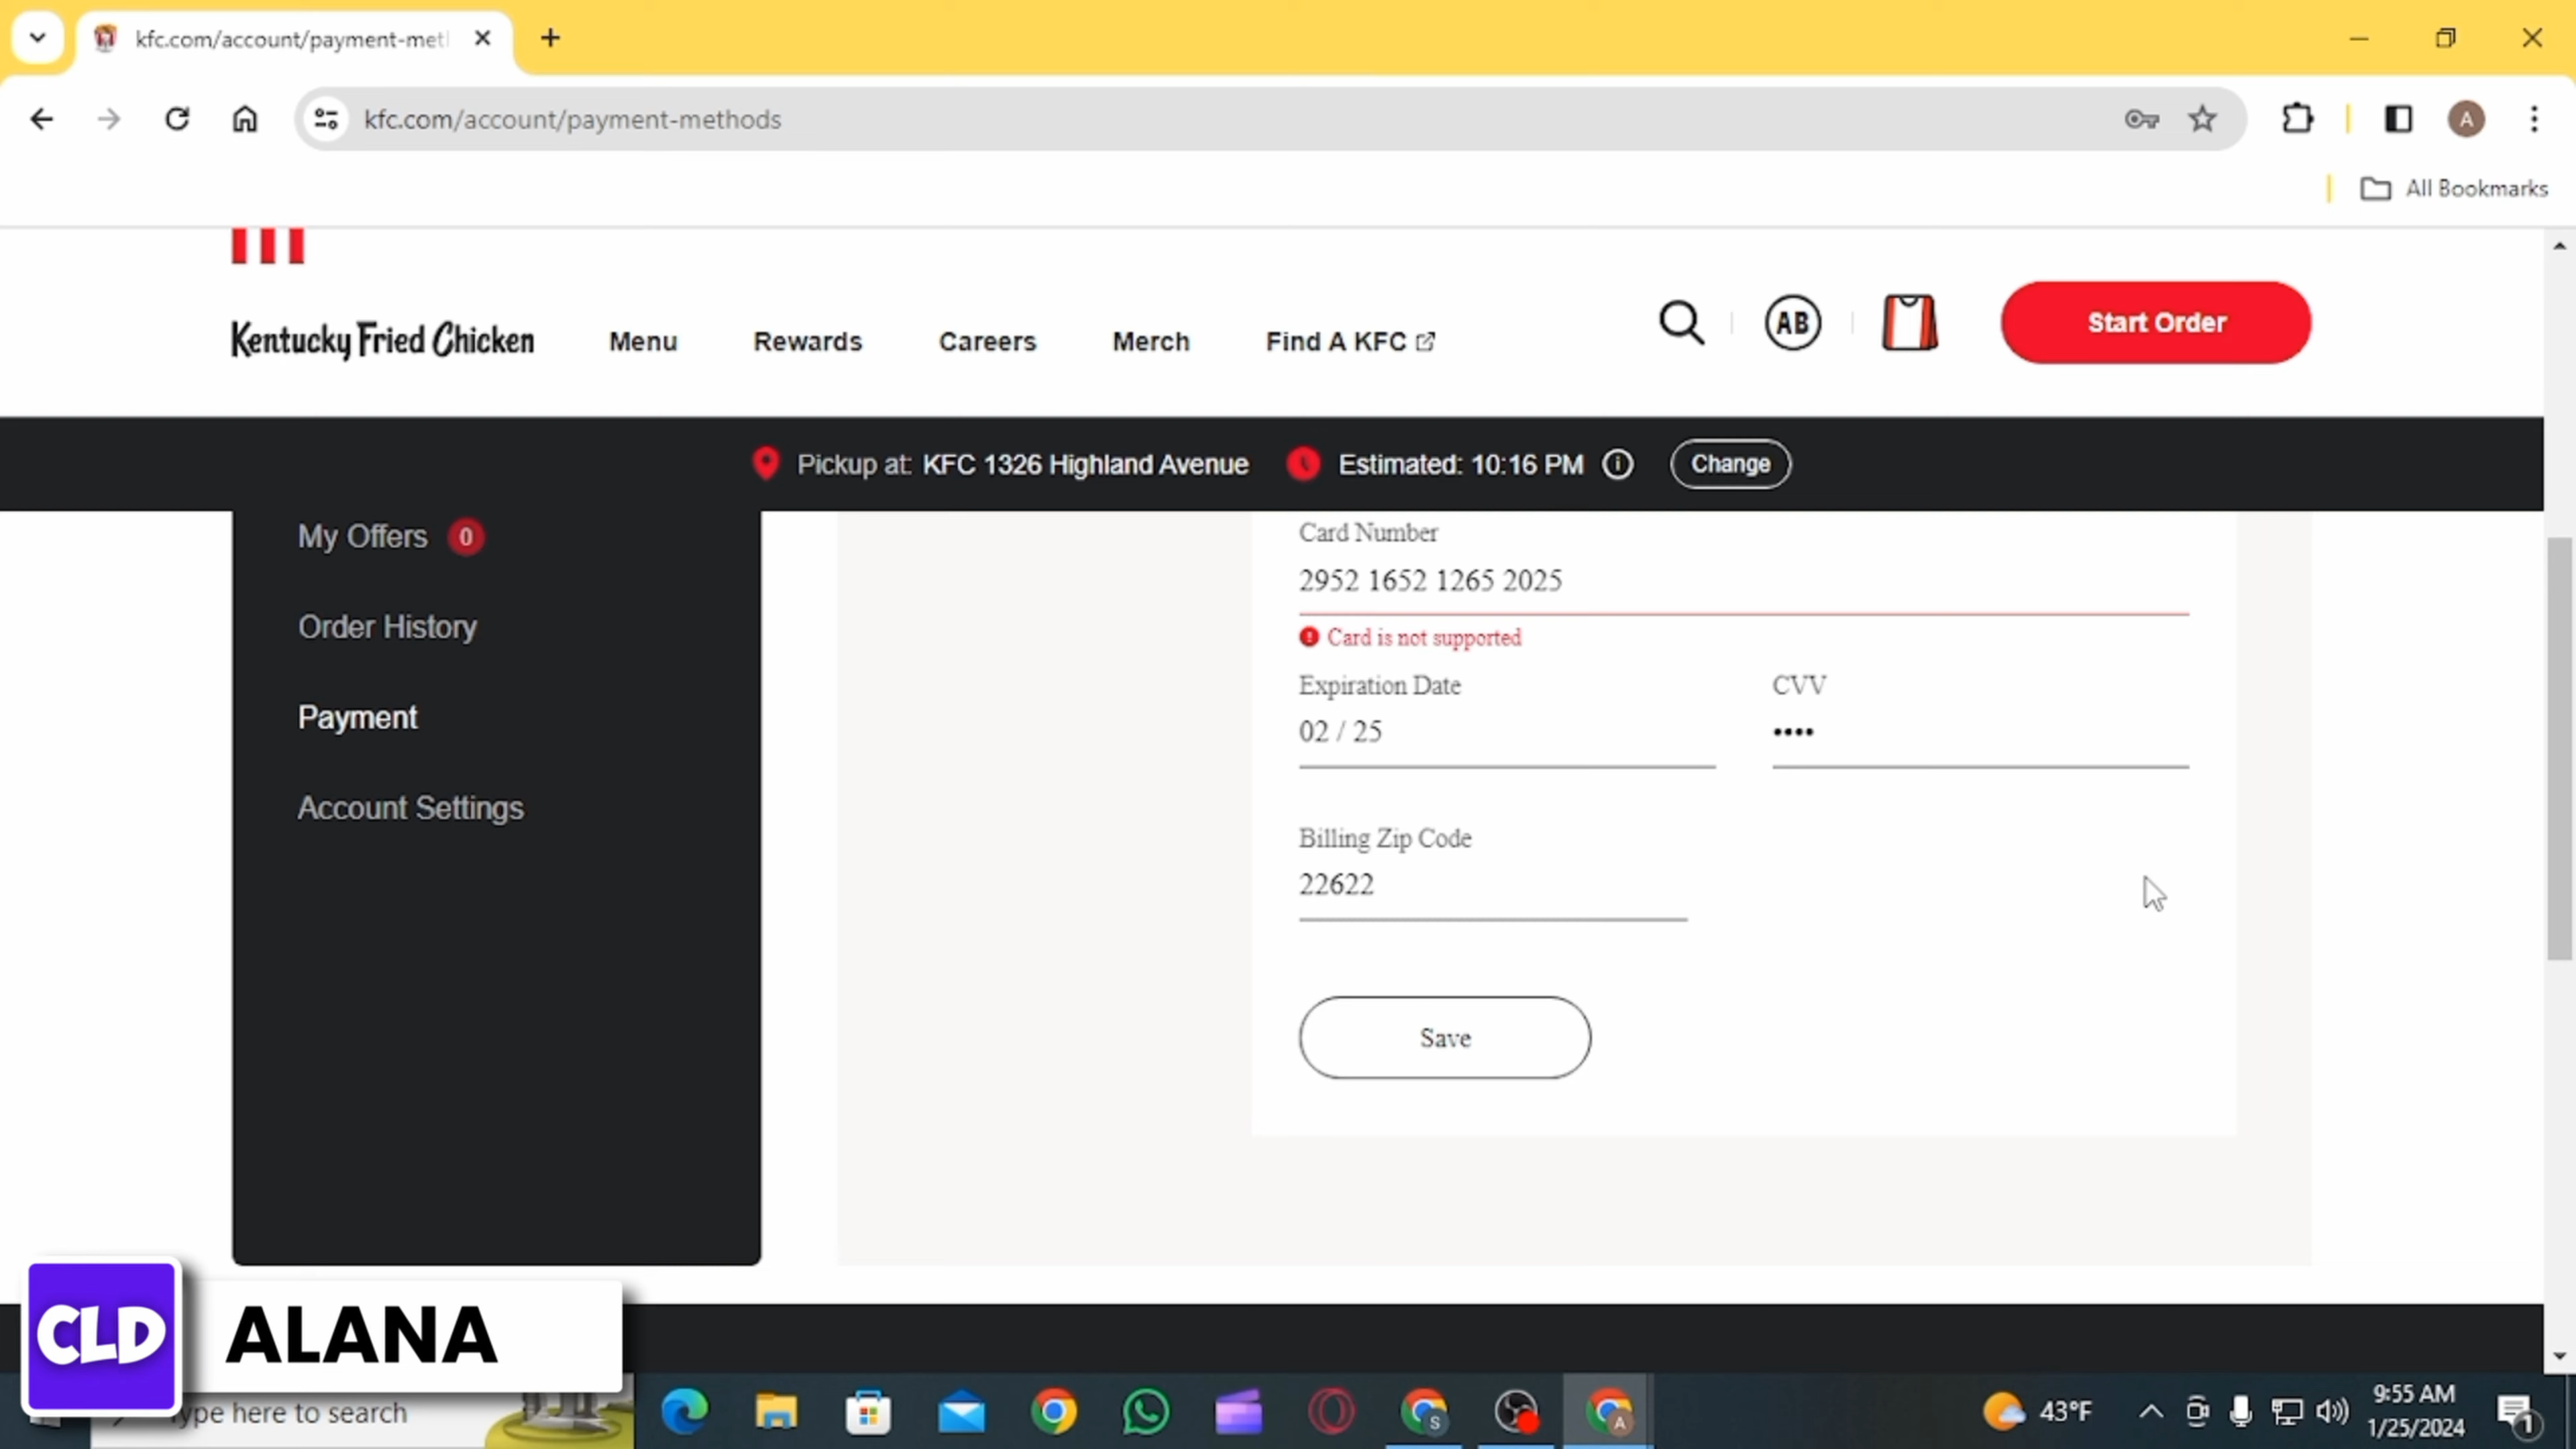 kfc.com/account/payment-met
kfc.com/account/payment-methods
A
All Bookmarks
Kentucky Fried Chicken
Menu
Rewards
Careers
Merch
Find A KFC
AB
Start Order
Pickup at: KFC 1326 Highland Avenue
Estimated: 10:16 PM
Change
My Offers 0
Order History
Payment
Account Settings
Card Number
2952 1652 1265 2025
Card is not supported
Expiration Date
02 / 25
CVV
••••
Billing Zip Code
22622
Save
CLD
ALANA
Type here to search
S
A
43°F
9:55 AM
1/25/2024
1